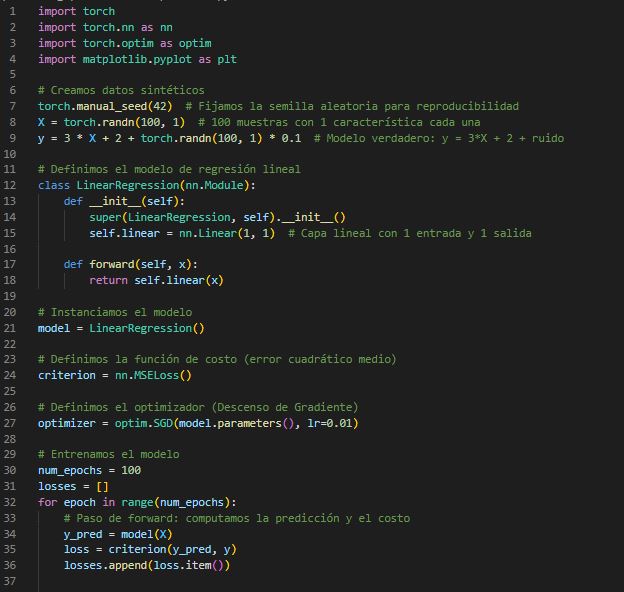 1 import torch
2 import torch.nn as nn
3 import torch.optim as optim
4 import matplotlib.pyplot as plt
5
6 # Creamos datos sintéticos
7 torch.manual_seed(42)  # Fijamos la semilla aleatoria para reproducibilidad
8 X = torch.randn(100, 1)  # 100 muestras con 1 característica cada una
9 y = 3 * X + 2 + torch.randn(100, 1) * 0.1  # Modelo verdadero: y = 3*X + 2 + ruido
10
11 # Definimos el modelo de regresión lineal
12 class LinearRegression(nn.Module):
13     def __init__(self):
14         super(LinearRegression, self).__init__()
15         self.linear = nn.Linear(1, 1)  # Capa lineal con 1 entrada y 1 salida
16
17     def forward(self, x):
18         return self.linear(x)
19
20 # Instanciamos el modelo
21 model = LinearRegression()
22
23 # Definimos la función de costo (error cuadrático medio)
24 criterion = nn.MSELoss()
25
26 # Definimos el optimizador (Descenso de Gradiente)
27 optimizer = optim.SGD(model.parameters(), lr=0.01)
28
29 # Entrenamos el modelo
30 num_epochs = 100
31 losses = []
32 for epoch in range(num_epochs):
33     # Paso de forward: computamos la predicción y el costo
34     y_pred = model(X)
35     loss = criterion(y_pred, y)
36     losses.append(loss.item())
37